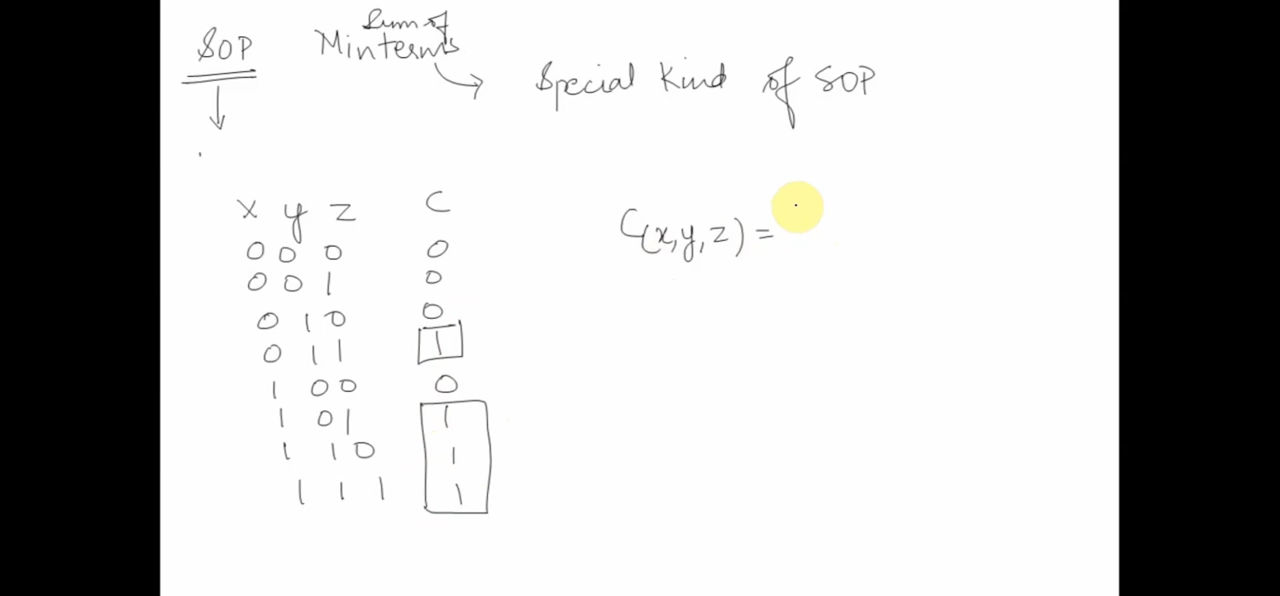 SOP Sum of Minterms
Special Kind of SOP
x y z C
0 0 0 0
0 0 1 0
0 1 0 0
0 1 1 1
1 0 0 0
1 0 1 1
1 1 0 1
1 1 1 1
C(x,y,z) =